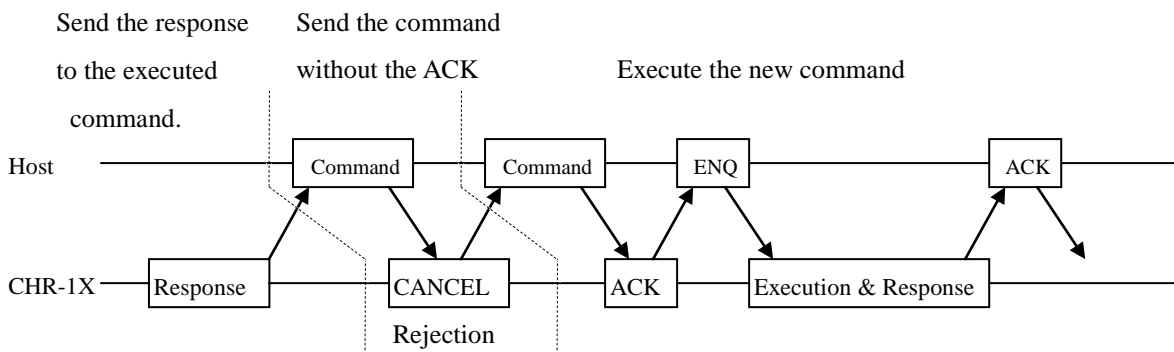 Send the response
to the executed
command.
Send the command
without the ACK
Execute the new command
Host
Command
Command
ENQ
ACK
CHR-1X
Response
CANCEL
ACK
Execution & Response
Rejection